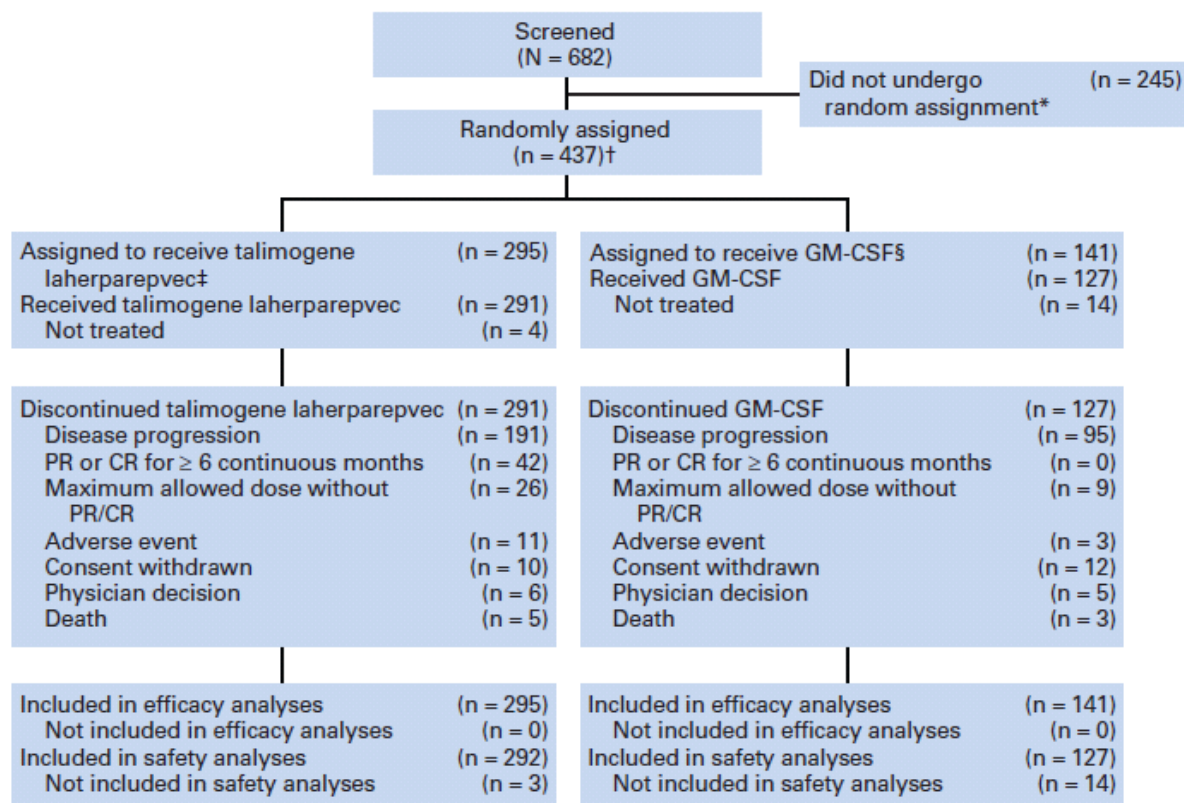 Screened
(N = 682)
Did not undergo (n = 245)
random assignment*
Randomly assigned
(n = 437)†
Assigned to receive talimogene (n = 295)
laherparepvec‡
Received talimogene laherparepvec (n = 291)
Not treated (n = 4)
Assigned to receive GM-CSF§ (n = 141)
Received GM-CSF (n = 127)
Not treated (n = 14)
Discontinued talimogene laherparepvec (n = 291)
Disease progression (n = 191)
PR or CR for ≥ 6 continuous months (n = 42)
Maximum allowed dose without (n = 26)
PR/CR
Adverse event (n = 11)
Consent withdrawn (n = 10)
Physician decision (n = 6)
Death (n = 5)
Discontinued GM-CSF (n = 127)
Disease progression (n = 95)
PR or CR for ≥ 6 continuous months (n = 0)
Maximum allowed dose without (n = 9)
PR/CR
Adverse event (n = 3)
Consent withdrawn (n = 12)
Physician decision (n = 5)
Death (n = 3)
Included in efficacy analyses (n = 295)
Not included in efficacy analyses (n = 0)
Included in safety analyses (n = 292)
Not included in safety analyses (n = 3)
Included in efficacy analyses (n = 141)
Not included in efficacy analyses (n = 0)
Included in safety analyses (n = 127)
Not included in safety analyses (n = 14)